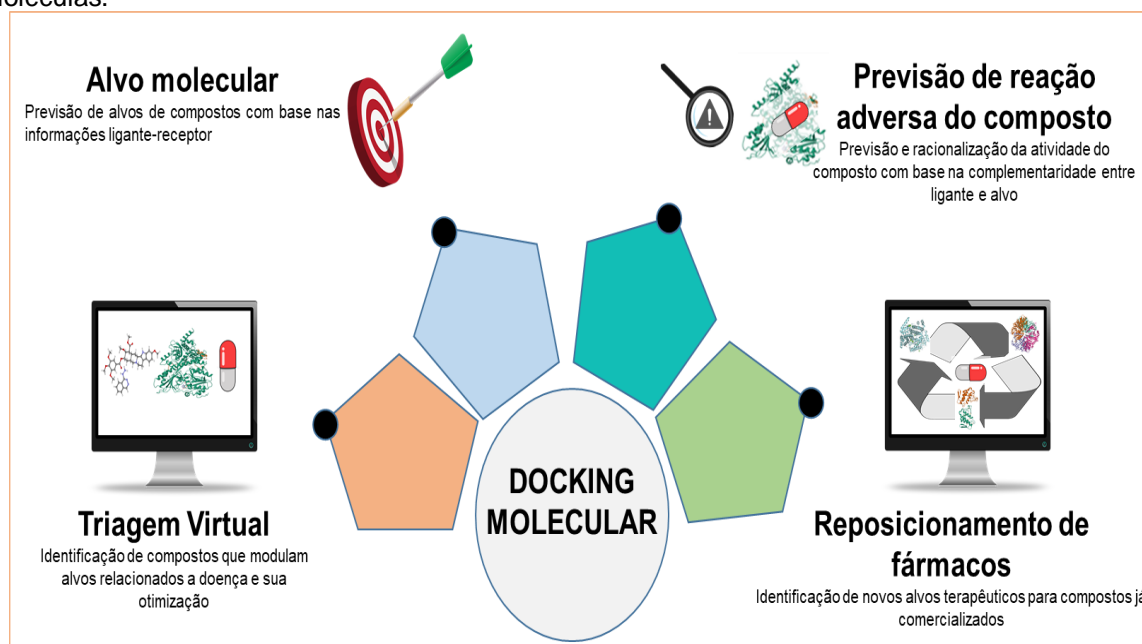 Alvo molecular
Previsão de alvos de compostos com base nas
informações ligante-receptor
Previsão de reação
adversa do composto
Previsão e racionalização da atividade do
composto com base na complementaridade entre
ligante e alvo
Triagem Virtual
Identificação de compostos que modulam
alvos relacionados a doença e sua
otimização
DOCKING
MOLECULAR
Reposicionamento de
fármacos
Identificação de novos alvos terapêuticos para compostos já
comercializados